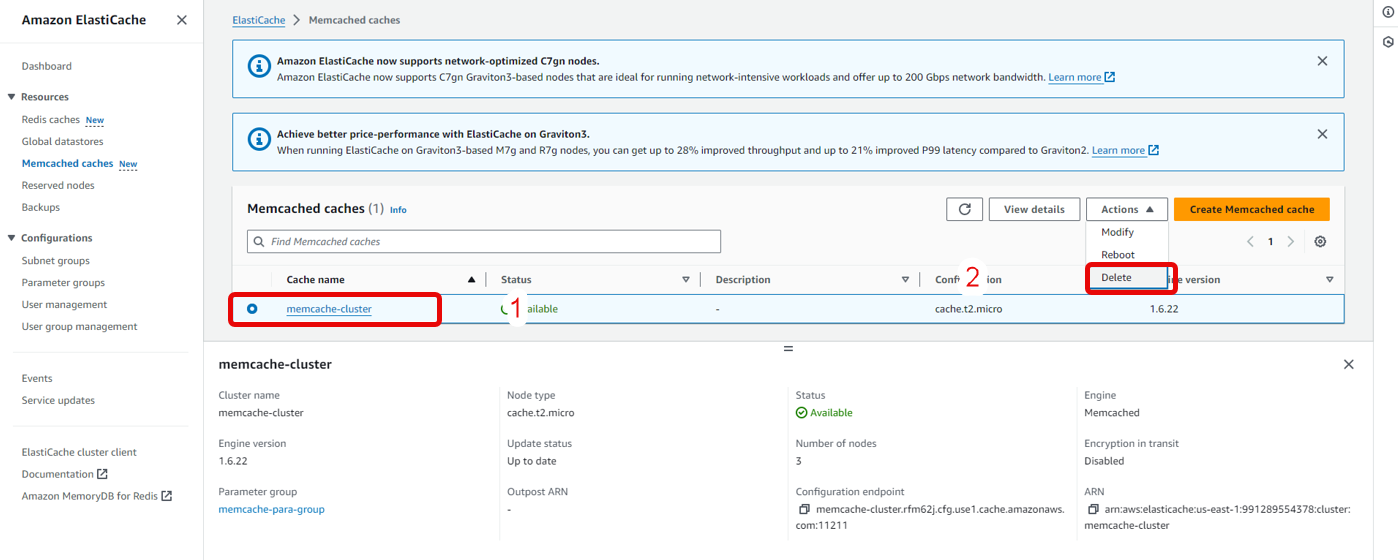 Amazon ElastiCache
Dashboard
Resources
Redis caches New
Global datastores
Memcached caches New
Reserved nodes
Backups
Configurations
Subnet groups
Parameter groups
User management
User group management
Events
Service updates
ElastiCache cluster client
Documentation
Amazon MemoryDB for Redis
ElastiCache > Memcached caches
Amazon ElastiCache now supports network-optimized C7gn nodes.
Amazon ElastiCache now supports C7gn Graviton3-based nodes that are ideal for running network-intensive workloads and offer up to 200 Gbps network bandwidth. Learn more
Achieve better price-performance with ElastiCache on Graviton3.
When running ElastiCache on Graviton3-based M7g and R7g nodes, you can get up to 28% improved throughput and up to 21% improved P99 latency compared to Graviton2. Learn more
Memcached caches (1) Info
View details
Actions
Create Memcached cache
Find Memcached caches
1
Modify
Reboot
Delete
Cache name
Status
Description
2
version
memcache-cluster
1
-
cache.t2.micro
1.6.22
memcache-cluster
Cluster name
memcache-cluster
Node type
cache.t2.micro
Status
Available
Engine
Memcached
Engine version
1.6.22
Update status
Up to date
Number of nodes
3
Encryption in transit
Disabled
Parameter group
memcache-para-group
Outpost ARN
-
Configuration endpoint
memcache-cluster.rfm62j.cfg.use1.cache.amazonaws.
com:11211
ARN
arn:aws:elasticache:us-east-1:991289554378:cluster:
memcache-cluster